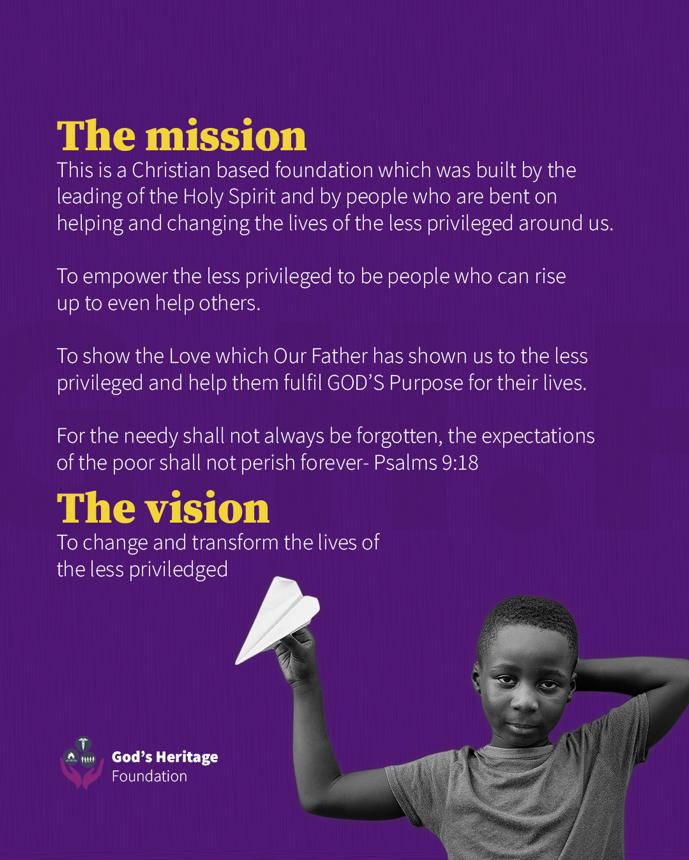 The mission
This is a Christian based foundation which was built by the
leading of the Holy Spirit and by people who are bent on
helping and changing the lives of the less privileged around us.
To empower the less privileged to be people who can rise
up to even help others.
To show the Love which Our Father has shown us to the less
privileged and help them fulfil GOD'S Purpose for their lives.
For the needy shall not always be forgotten, the expectations
of the poor shall not perish forever- Psalms 9:18
The vision
To change and transform the lives of
the less priviledged
God's Heritage
Foundation